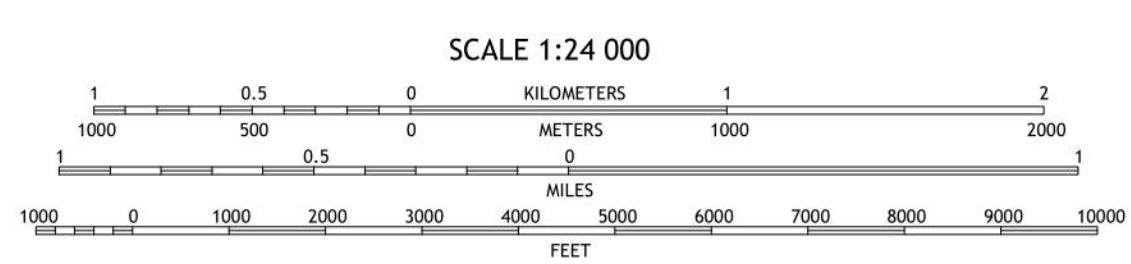 SCALE 1:24 000
1 0.5 0 KILOMETERS 1 2
1000 500 0 METERS 1000 2000
1 0.5 0 1
MILES
1000 0 1000 2000 3000 4000 5000 6000 7000 8000 9000 10000
FEET